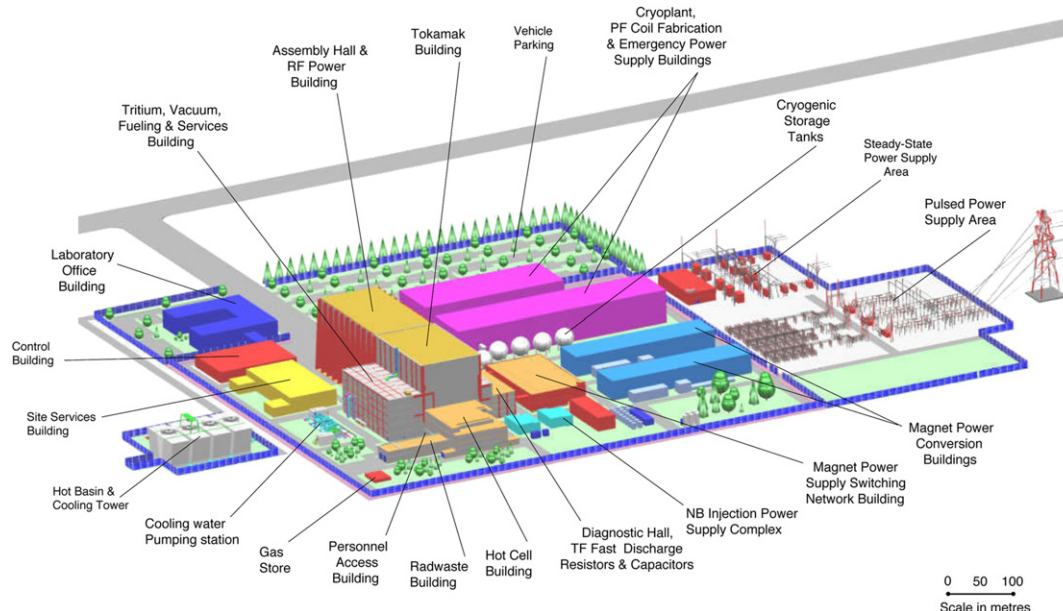 Assembly Hall &
RF Power
Building
Tokamak
Building
Vehicle
Parking
Cryoplant,
PF Coil Fabrication
& Emergency Power
Supply Buildings
Tritium, Vacuum,
Fueling & Services
Building
Cryogenic
Storage
Tanks
Steady-State
Power Supply
Area
Pulsed Power
Supply Area
Laboratory
Office
Building
Control
Building
Site Services
Building
Hot Basin &
Cooling Tower
Cooling water
Pumping station
Gas
Store
Personnel
Access
Building
Radwaste
Building
Hot Cell
Building
Diagnostic Hall,
TF Fast Discharge
Resistors & Capacitors
NB Injection Power
Supply Complex
Magnet Power
Supply Switching
Network Building
Magnet Power
Conversion
Buildings
0 50 100
Scale in metres